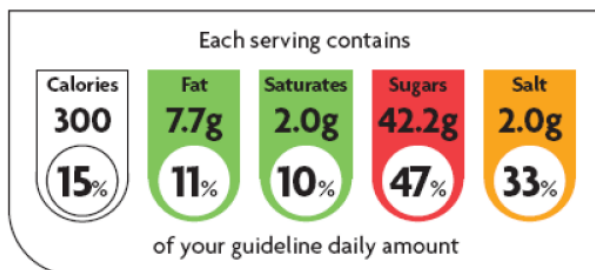 Each serving contains
Calories Fat Saturates Sugars Salt
300 7.7g 2.0g 42.2g 2.0g
15% 11% 10% 47% 33%
of your guideline daily amount